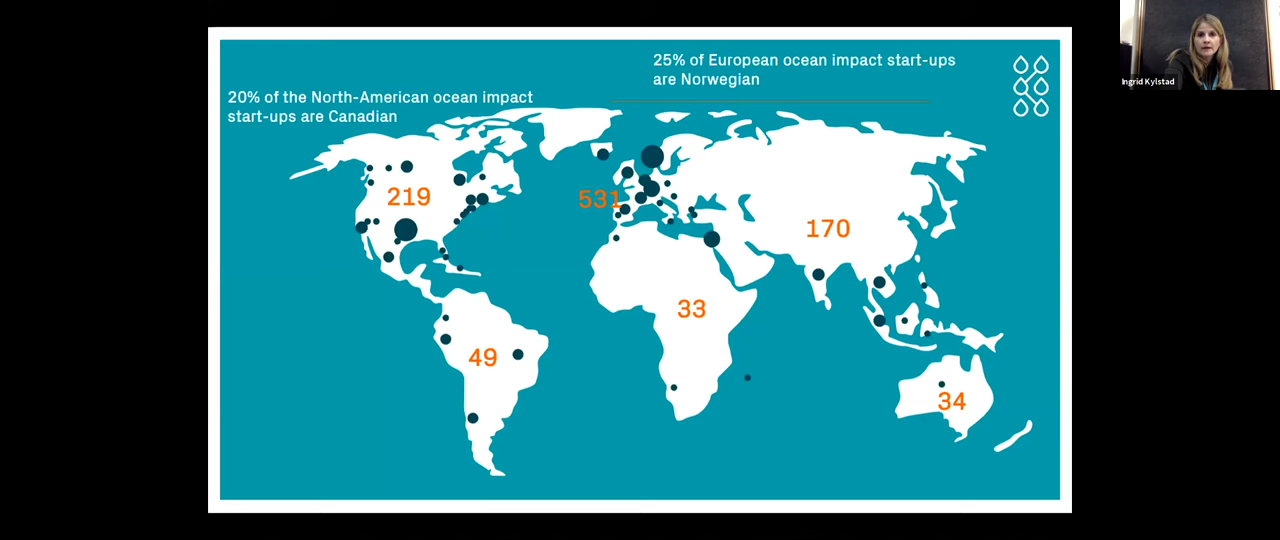 25% of European ocean impact start-ups
are Norwegian
20% of the North-American ocean impact
start-ups are Canadian
219
531
170
33
49
34
Ingrid Kylstad